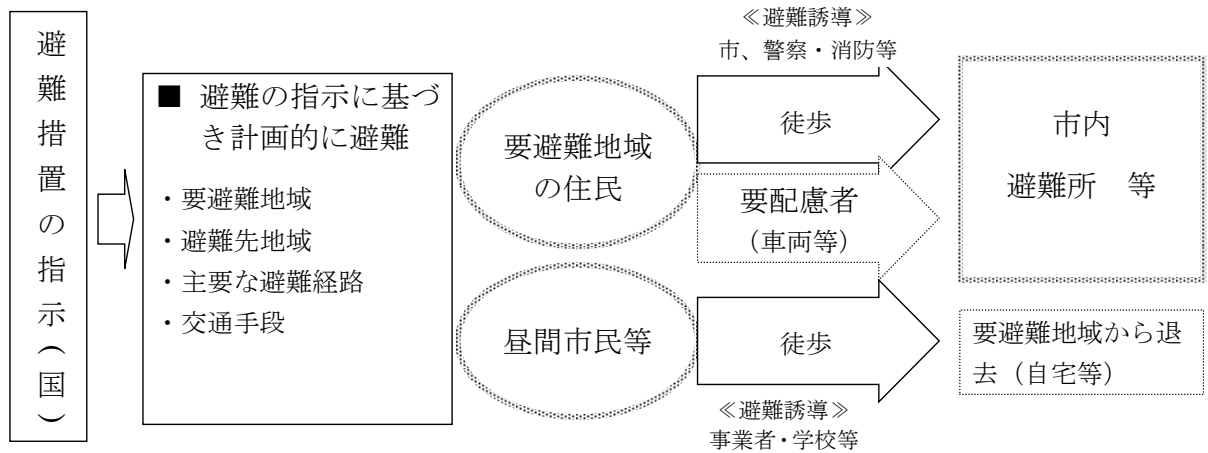 避難措置の指示（国）
■ 避難の指示に基づ
き計画的に避難
・要避難地域
・避難先地域
・主要な避難経路
・交通手段
要避難地域
の住民
昼間市民等
≪避難誘導≫
市、警察・消防等
徒歩
要配慮者
（車両等）
徒歩
≪避難誘導≫
事業者・学校等
市内
避難所　等
要避難地域から退
去（自宅等）